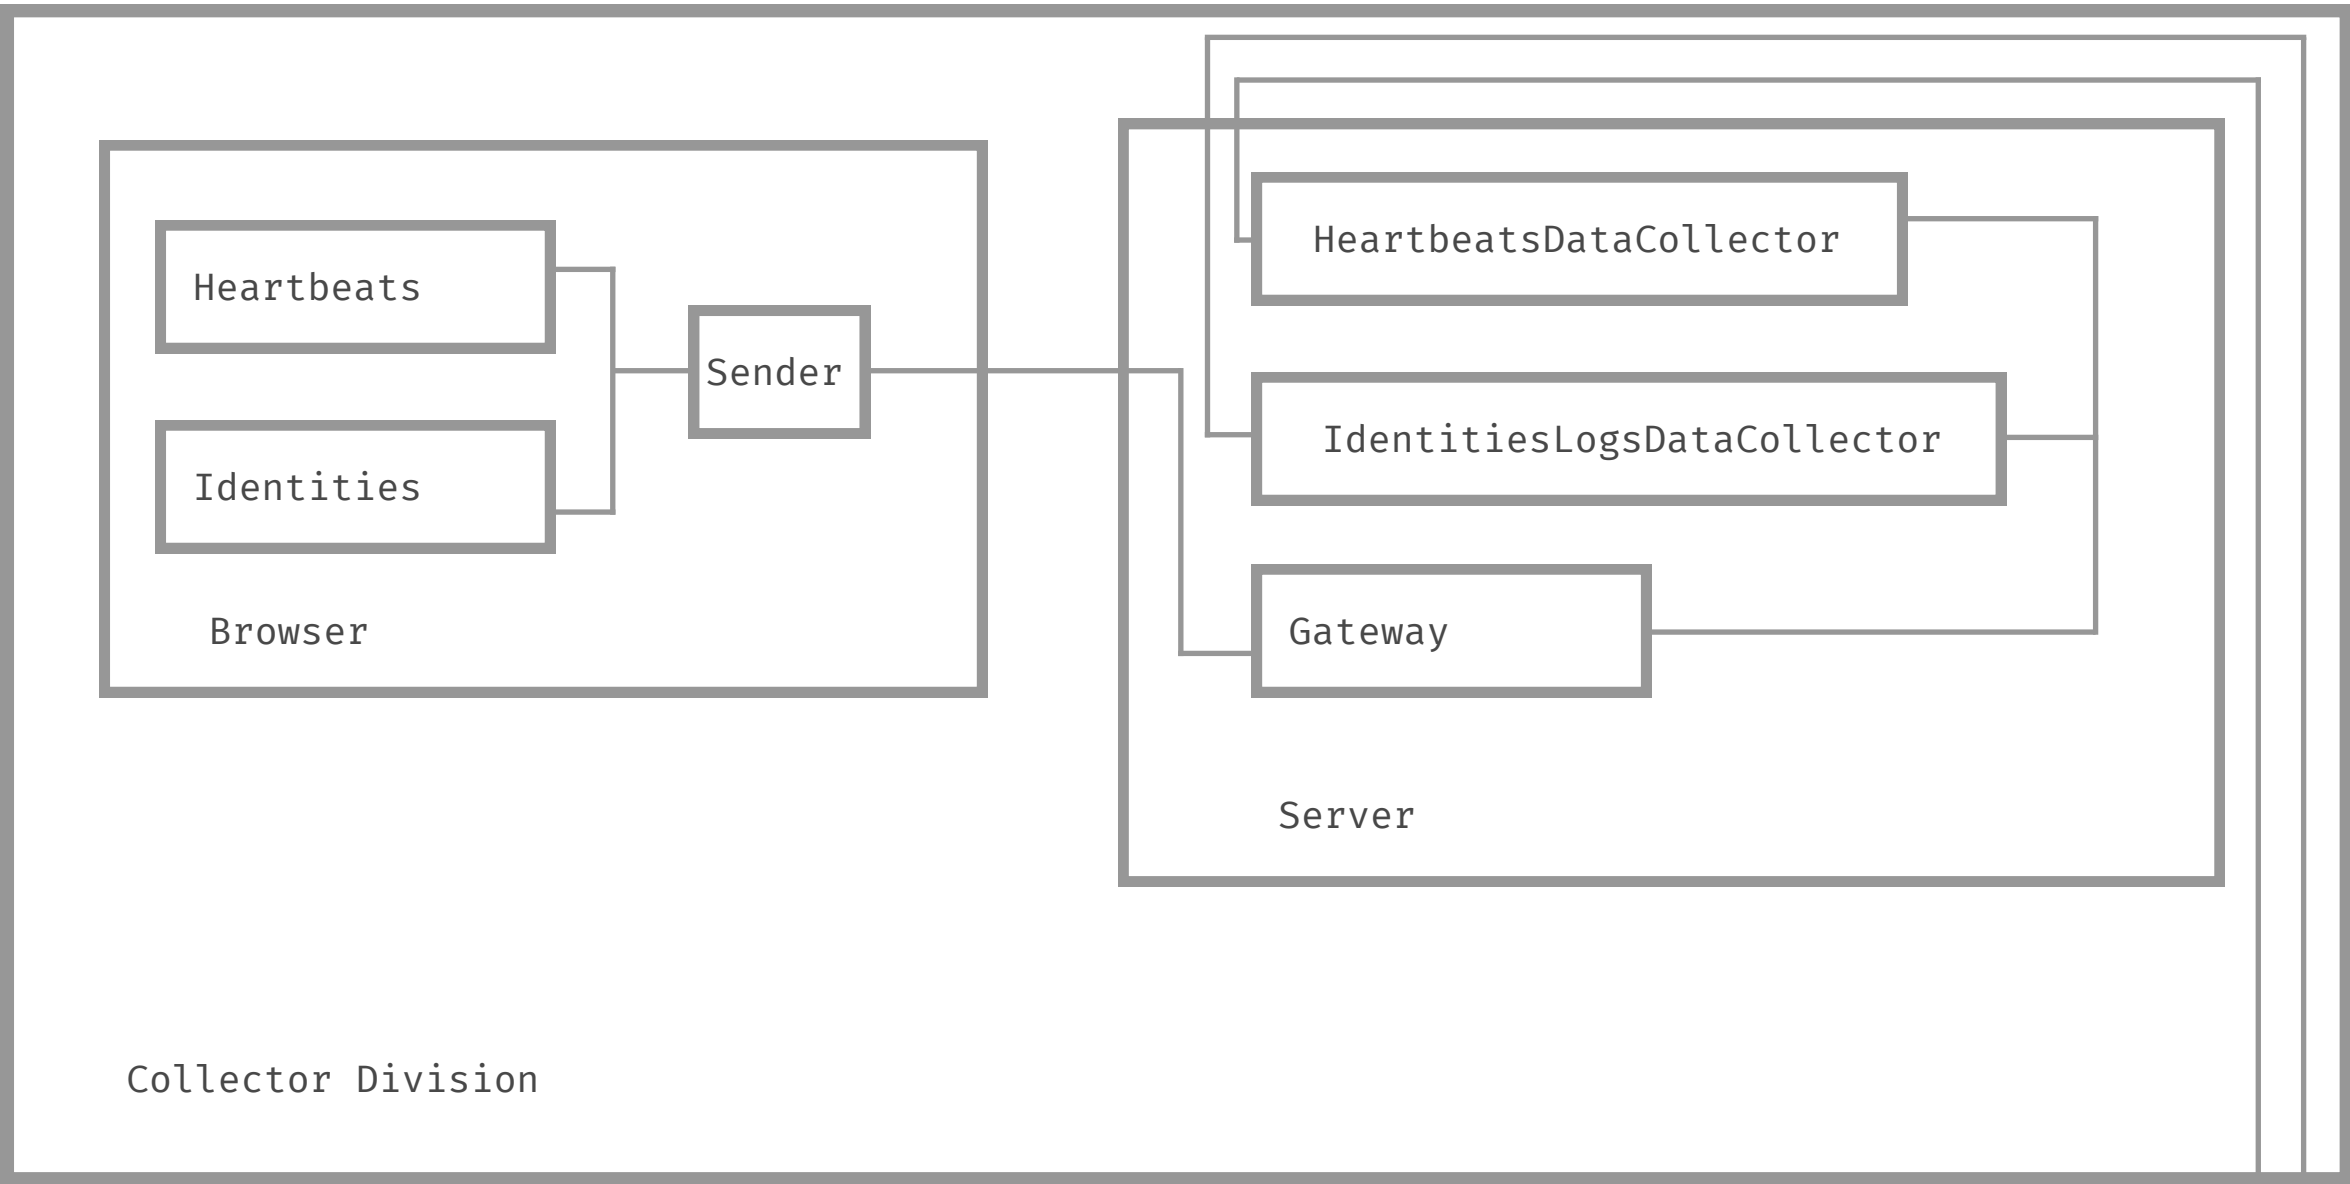 Heartbeats
Identities
Sender
Browser
HeartbeatsDataCollector
IdentitiesLogsDataCollector
Gateway
Server
Collector Division